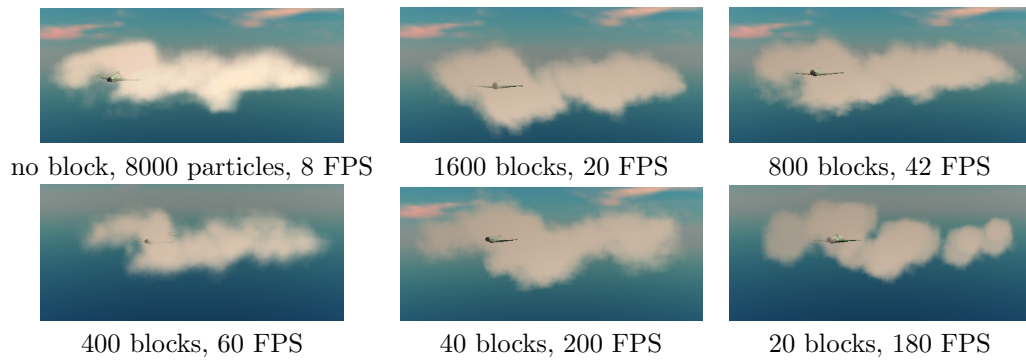 no block, 8000 particles, 8 FPS
1600 blocks, 20 FPS
800 blocks, 42 FPS
400 blocks, 60 FPS
40 blocks, 200 FPS
20 blocks, 180 FPS